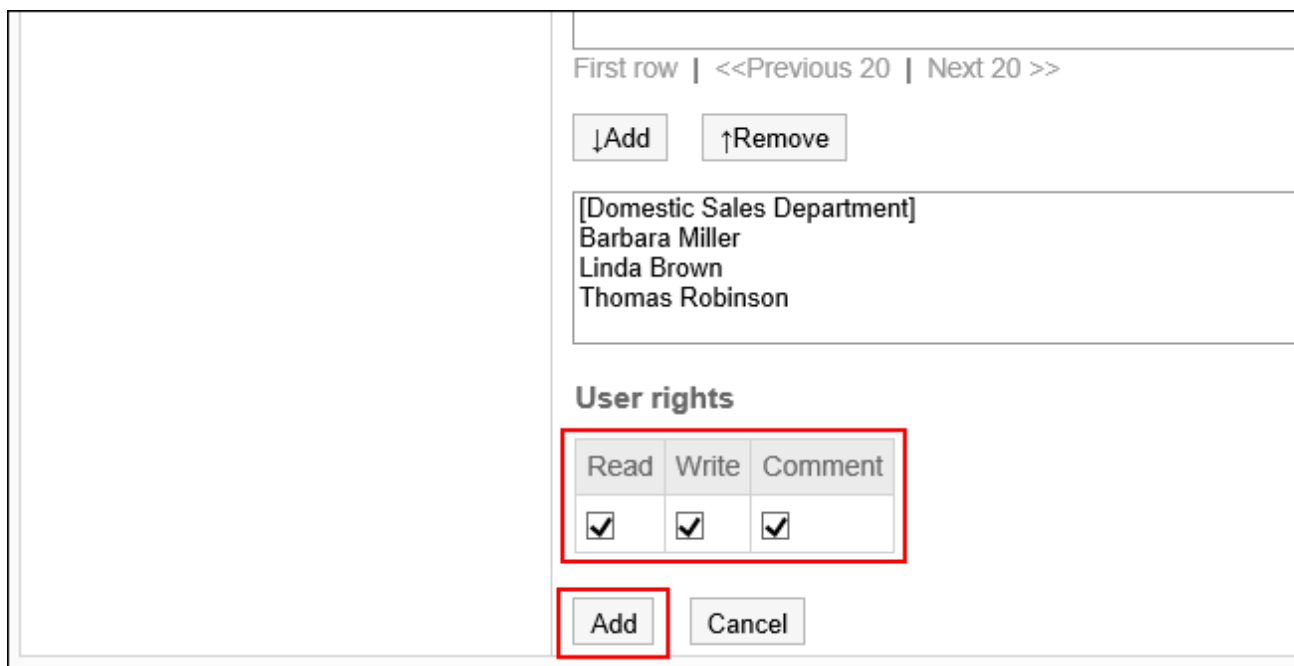 First row | <<Previous 20 | Next 20 >>
↓Add ↑Remove
[Domestic Sales Department]
Barbara Miller
Linda Brown
Thomas Robinson
User rights
Read Write Comment
Add Cancel